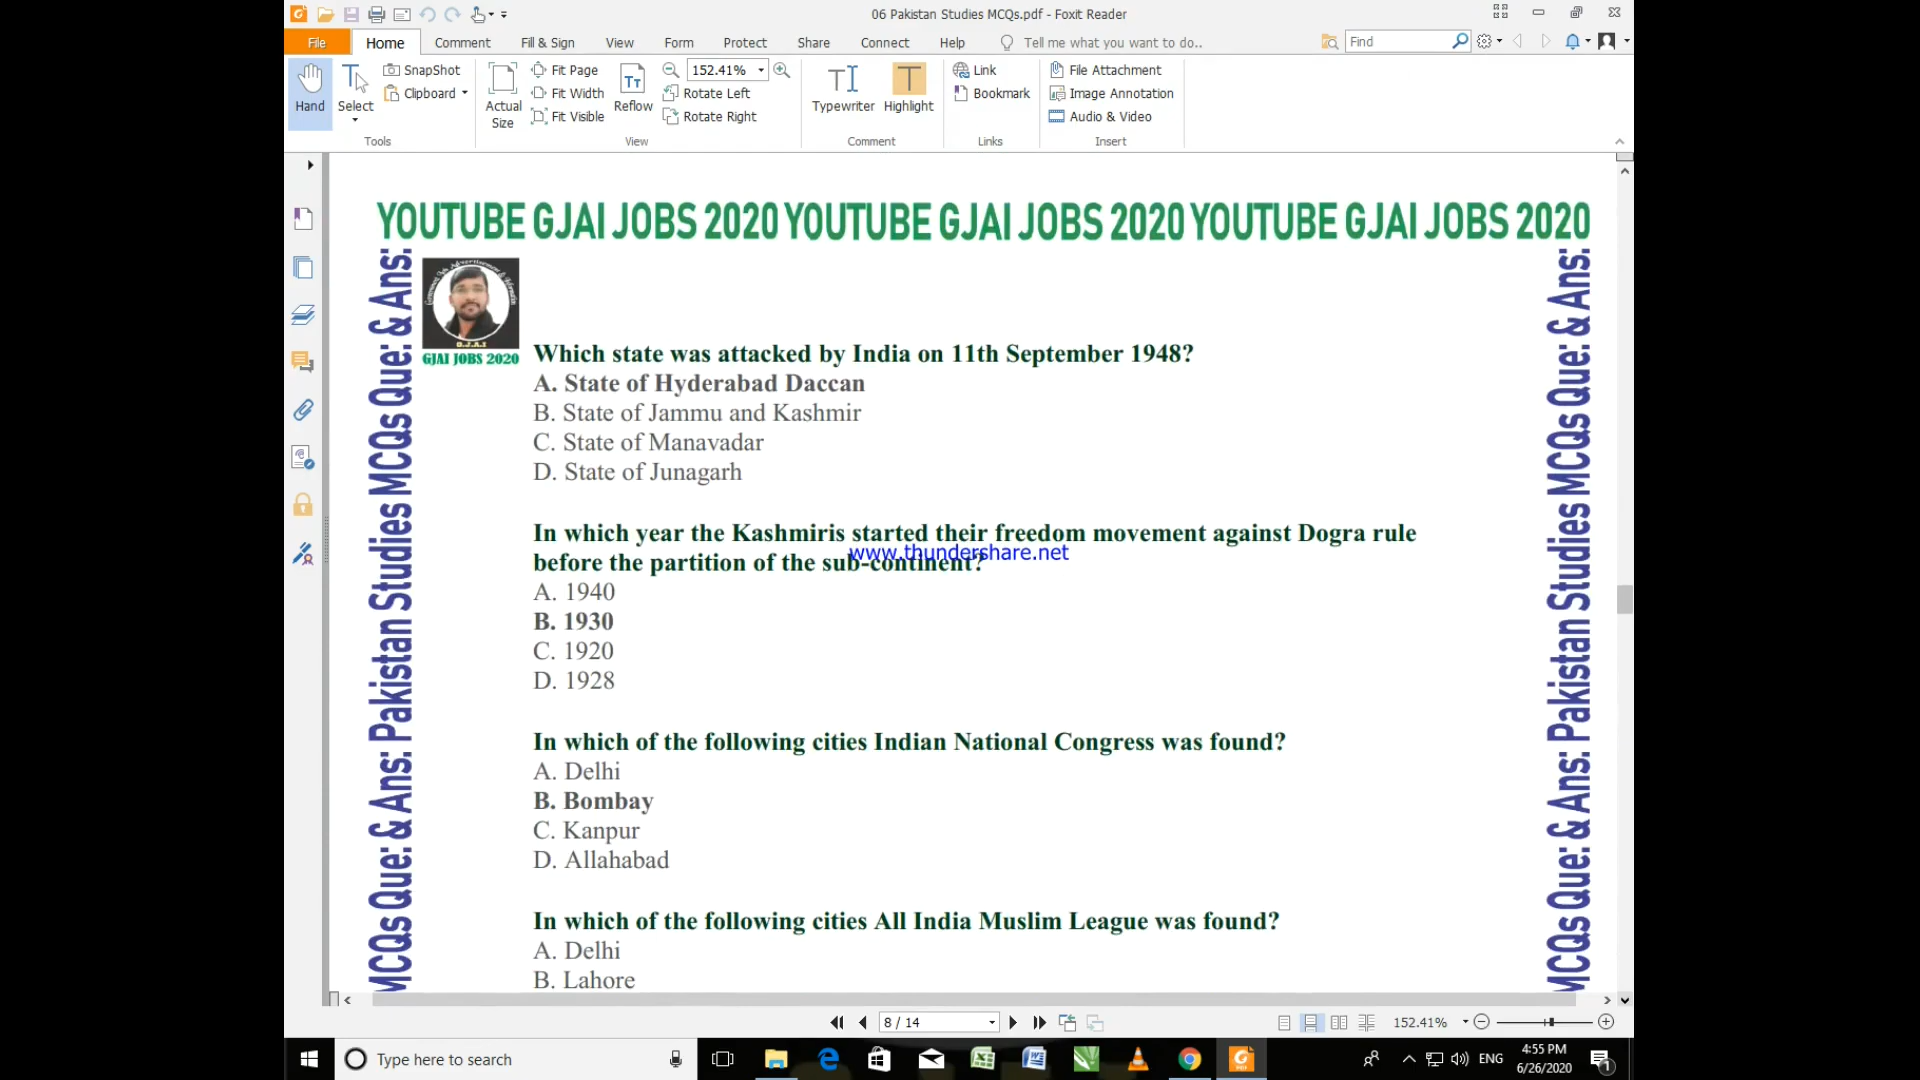 06 Pakistan Studies MCQs.pdf - Foxit Reader
File Home Comment Fill & Sign View Form Protect Share Connect Help Tell me what you want to do.. Find
Hand Select SnapShot Clipboard
Tools
Actual Size Fit Page Fit Width Fit Visible Reflow 152.41% Rotate Left Rotate Right
View
Typewriter Highlight
Comment
Link Bookmark
Links
File Attachment Image Annotation Audio & Video
Insert
YOUTUBE GJAI JOBS 2020 YOUTUBE GJAI JOBS 2020 YOUTUBE GJAI JOBS 2020
MCQs Que: & Ans: Pakistan Studies MCQs Que: & Ans:
G.J.A.I
GJAI JOBS 2020
Which state was attacked by India on 11th September 1948?
A. State of Hyderabad Daccan
B. State of Jammu and Kashmir
C. State of Manavadar
D. State of Junagarh
In which year the Kashmiris started their freedom movement against Dogra rule
www.thundershare.net
before the partition of the sub-continent?
A. 1940
B. 1930
C. 1920
D. 1928
In which of the following cities Indian National Congress was found?
A. Delhi
B. Bombay
C. Kanpur
D. Allahabad
In which of the following cities All India Muslim League was found?
A. Delhi
B. Lahore
MCQs Que: & Ans: Pakistan Studies MCQs Que: & Ans:
8 / 14
152.41%
Type here to search
ENG
4:55 PM
6/26/2020
1